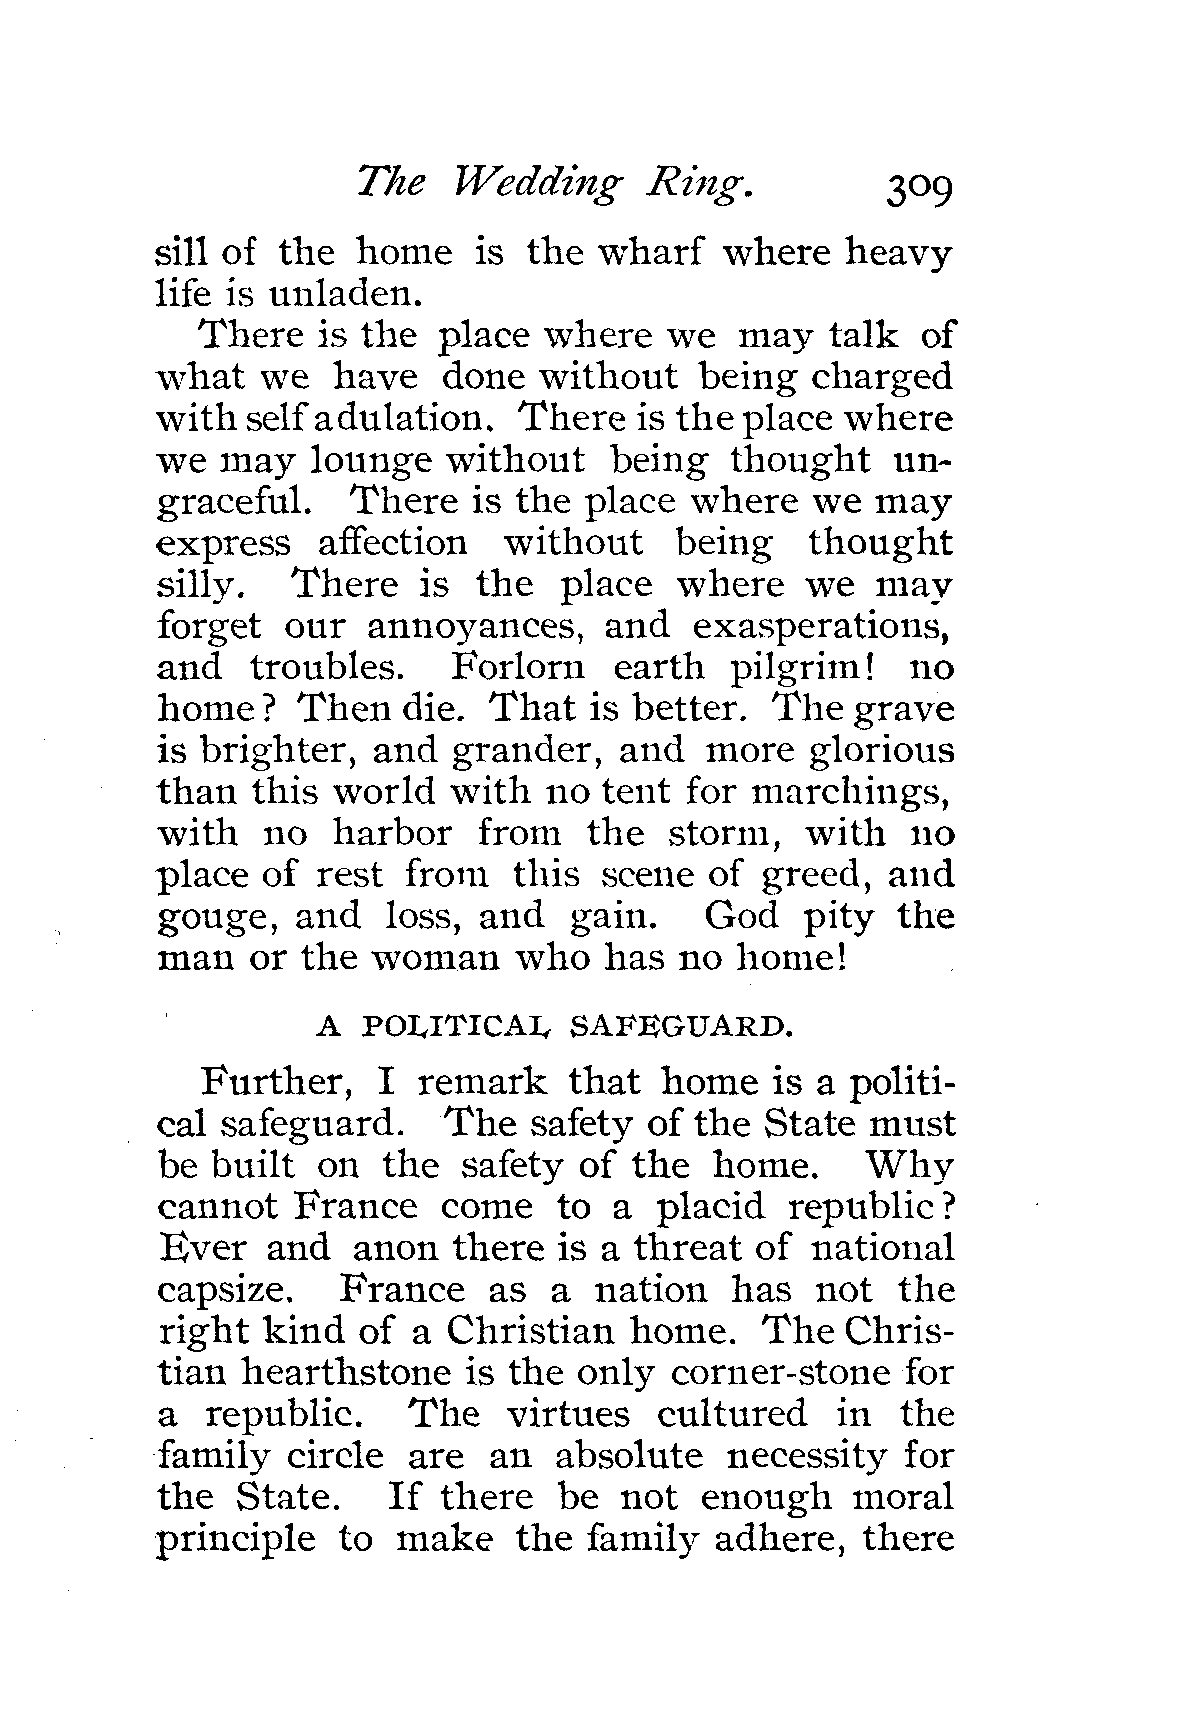 The Wedding Ring. 309
sill of the home is the wharf where heavy
life is unladen.
There is the place where we may talk of
what we have done without being charged
with self adulation. There is the place where
we may lounge without being thought un-
graceful. There is the place where we may
express affection without being thought
silly. There is the place where we may
forget our annoyances, and exasperations,
and troubles. Forlorn earth pilgrim! no
home? Then die. That is better. The grave
is brighter, and grander, and more glorious
than this world with no tent for marchings,
with no harbor from the storm, with no
place of rest from this scene of greed, and
gouge, and loss, and gain. God pity the
man or the woman who has no home!
A POLITICAL SAFEGUARD.
Further, I remark that home is a politi-
cal safeguard. The safety of the State must
be built on the safety of the home. Why
cannot France come to a placid republic?
Ever and anon there is a threat of national
capsize. France as a nation has not the
right kind of a Christian home. The Chris-
tian hearthstone is the only corner-stone for
a republic. The virtues cultured in the
family circle are an absolute necessity for
the State. If there be not enough moral
principle to make the family adhere, there